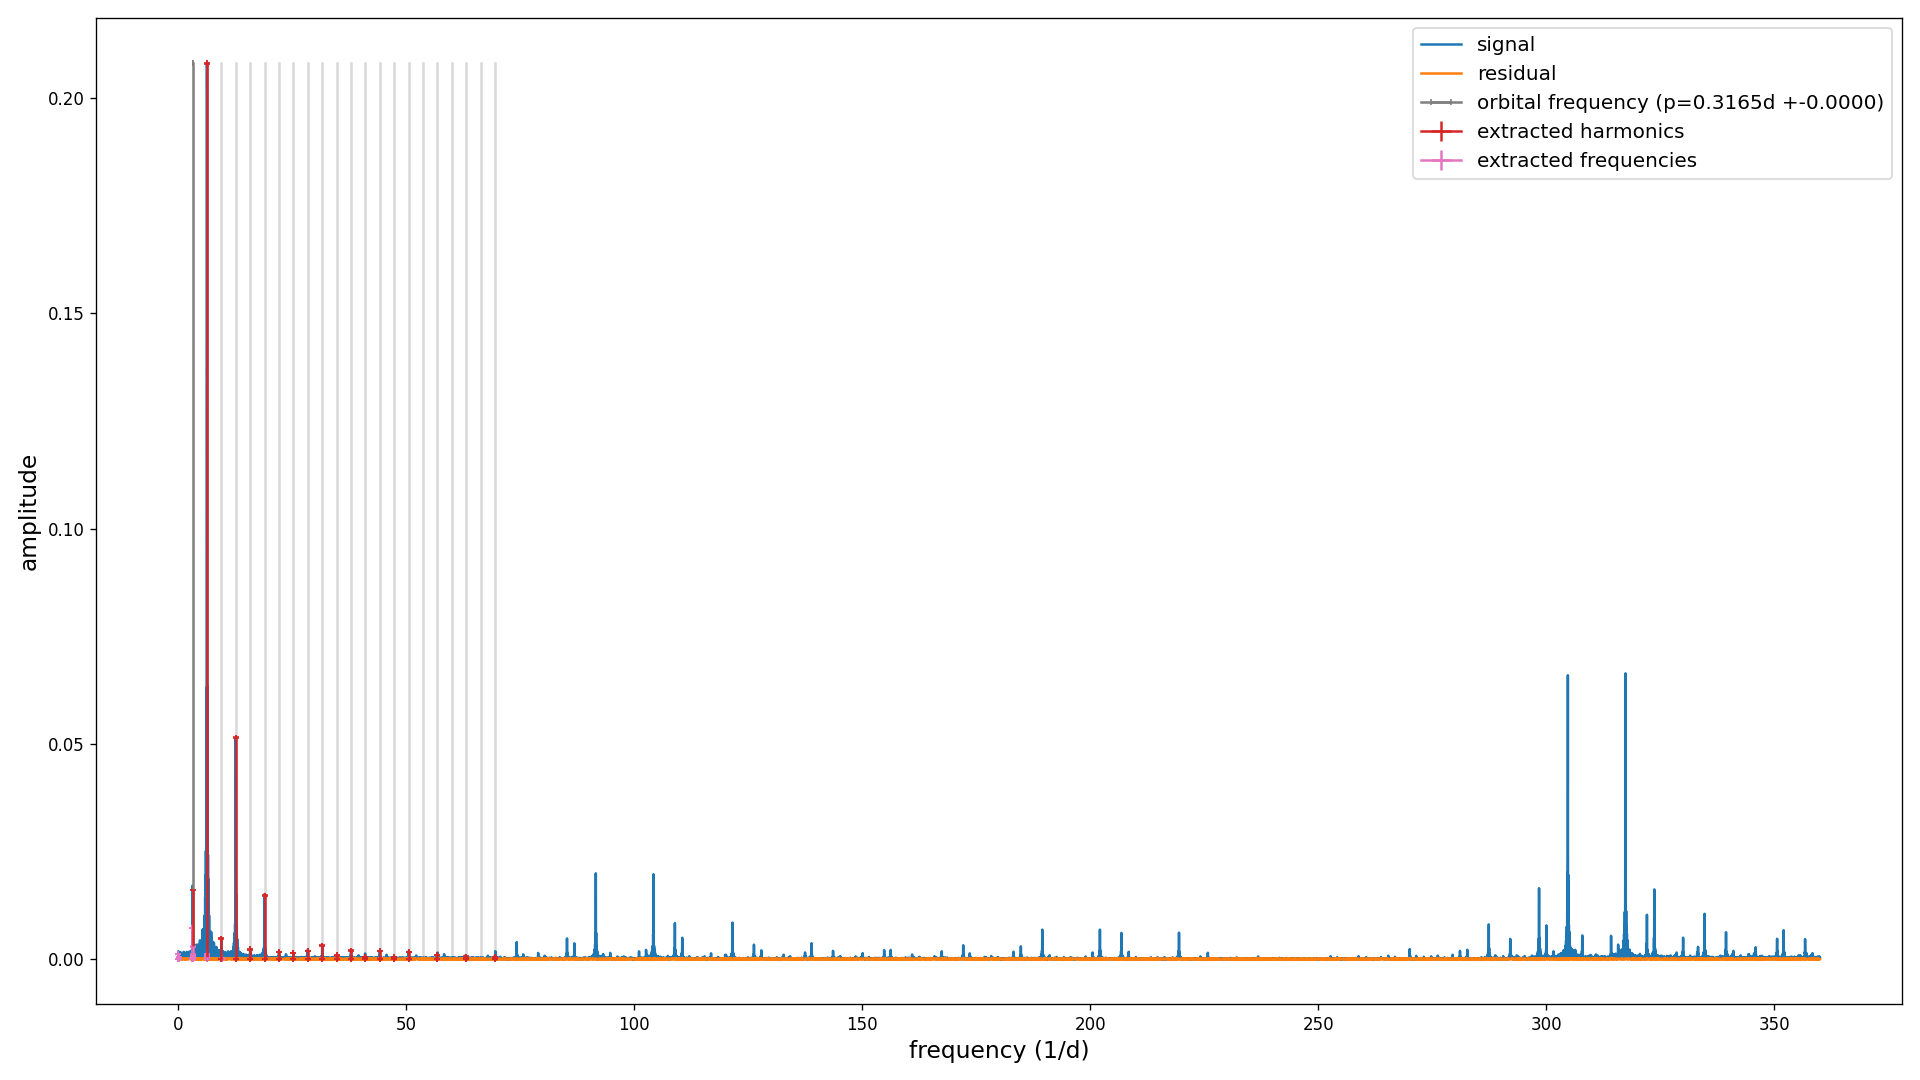 signal
residual
orbital frequency (p=0.3165d +-0.0000)
extracted harmonics
extracted frequencies
0.20
0.15
0.10
0.05
0.00
amplitude
0 50 100 150 200 250 300 350
frequency (1/d)